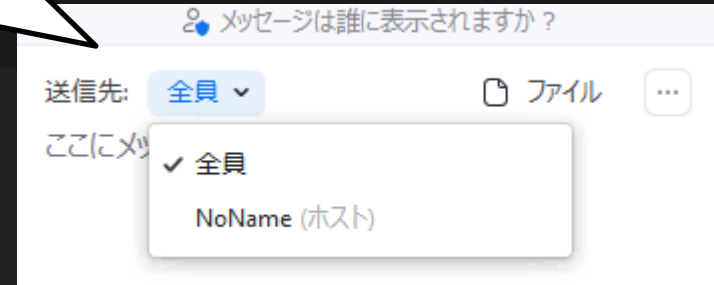 メッセージは誰に表示されますか？
送信先: 全員 ファイル ...
ここにメッ
全員
NoName (ホスト)